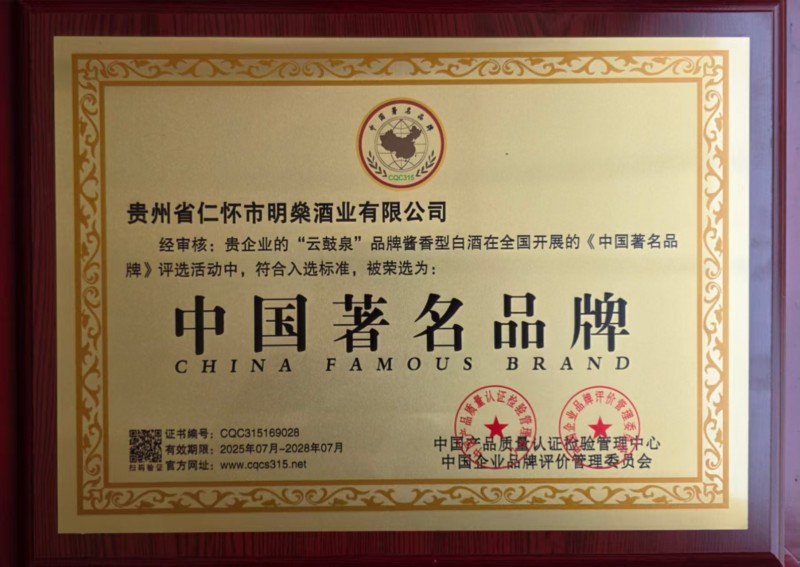 中国著名品牌
CQC315
贵州省仁怀市明燊酒业有限公司
经审核：贵企业的“云鼓泉”品牌酱香型白酒在全国开展的《中国著名品
牌》评选活动中，符合入选标准，被荣选为：
中国著名品牌
CHINA FAMOUS BRAND
证书编号：CQC315169028
有效期限：2025年07月-2028年07月
官方网址：www.cqcs315.net
扫码验证
中国产品质量认证检验管理中心
中国企业品牌评价管理委员会